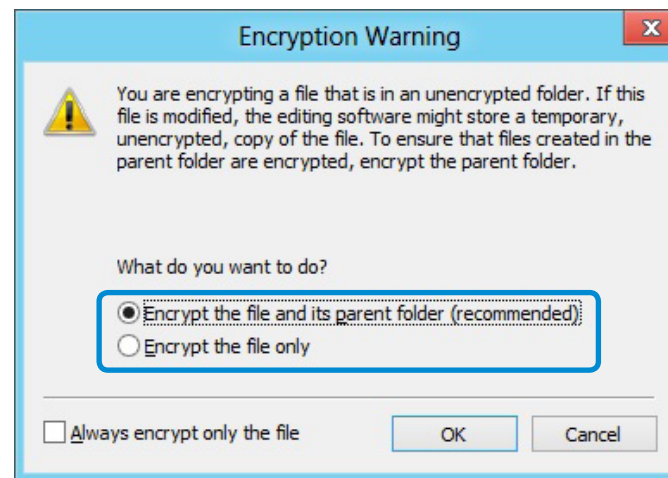 Encryption Warning
You are encrypting a file that is in an unencrypted folder. If this
file is modified, the editing software might store a temporary,
unencrypted, copy of the file. To ensure that files created in the
parent folder are encrypted, encrypt the parent folder.
What do you want to do?
Encrypt the file and its parent folder (recommended)
Encrypt the file only
Always encrypt only the file
OK
Cancel